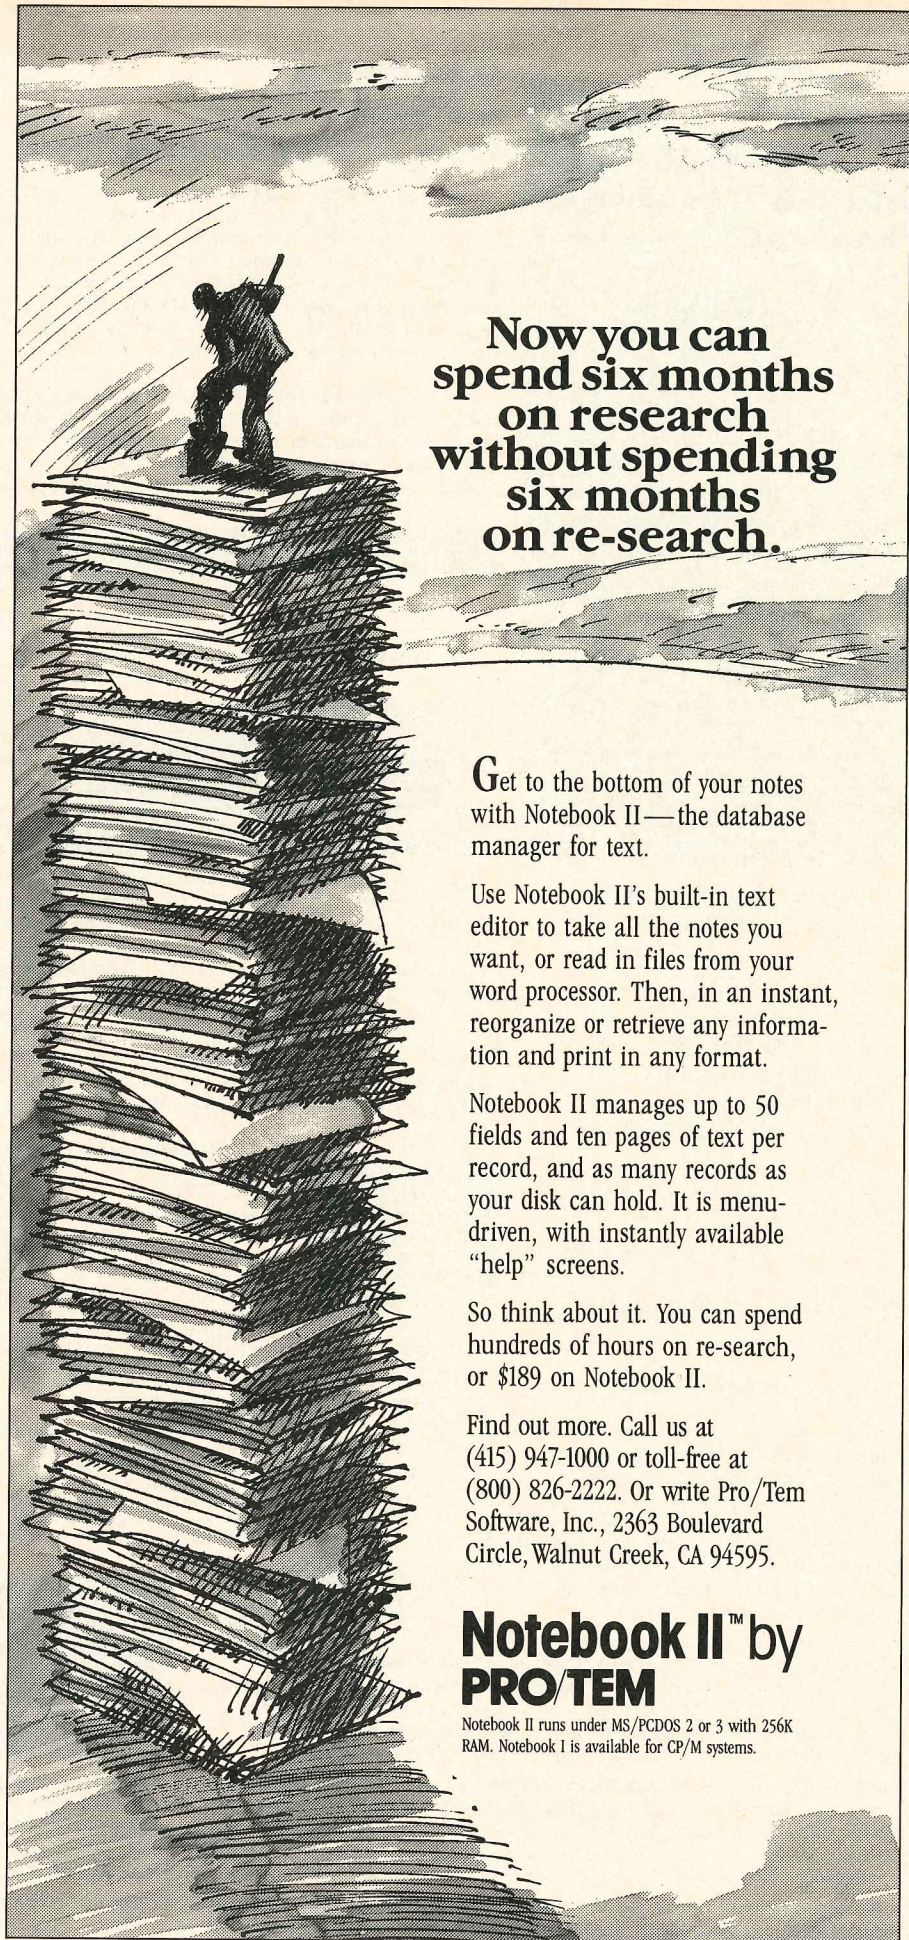 Now you can
spend six months
on research
without spending
six months
on re-search.
Get to the bottom of your notes
with Notebook II—the database
manager for text.
Use Notebook II's built-in text
editor to take all the notes you
want, or read in files from your
word processor. Then, in an instant,
reorganize or retrieve any informa-
tion and print in any format.
Notebook II manages up to 50
fields and ten pages of text per
record, and as many records as
your disk can hold. It is menu-
driven, with instantly available
"help" screens.
So think about it. You can spend
hundreds of hours on re-search,
or $189 on Notebook II.
Find out more. Call us at
(415) 947-1000 or toll-free at
(800) 826-2222. Or write Pro/Tem
Software, Inc., 2363 Boulevard
Circle, Walnut Creek, CA 94595.
Notebook II™ by
PRO/TEM
Notebook II runs under MS/PCDOS 2 or 3 with 256K
RAM. Notebook I is available for CP/M systems.